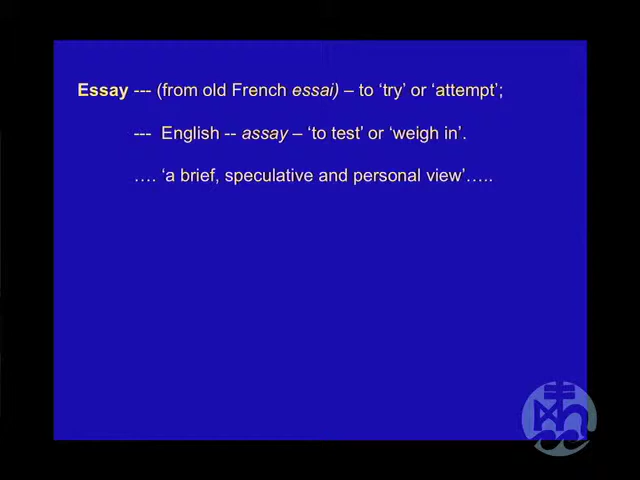 Essay --- (from old French essai) – to ‘try’ or ‘attempt’;
--- English -- assay – ‘to test’ or ‘weigh in’.
…. ‘a brief, speculative and personal view’…..